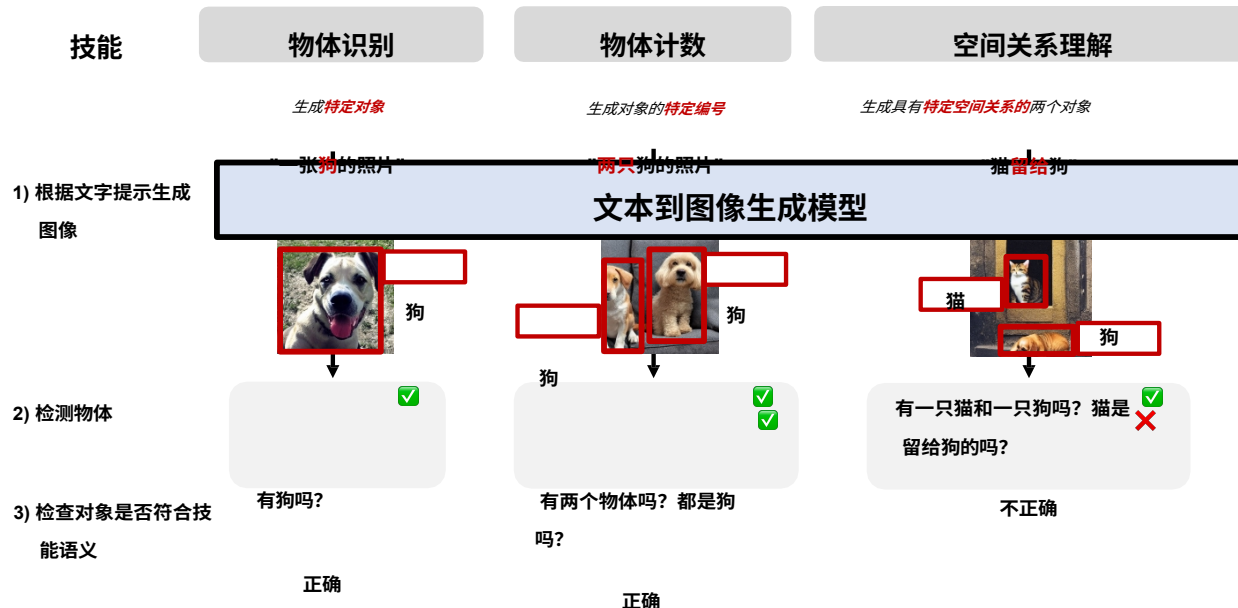 技能
物体识别
物体计数
空间关系理解
生成特定对象
生成对象的特定编号
生成具有特定空间关系的两个对象
"一张狗的照片"
"两只狗的照片"
"猫留给狗"
1) 根据文字提示生成
图像
文本到图像生成模型
狗
狗
狗
猫
狗
2) 检测物体
有一只猫和一只狗吗？猫是
留给狗的吗？
3) 检查对象是否符合技
能语义
有狗吗？
有两个物体吗？都是狗
吗？
不正确
正确
正确